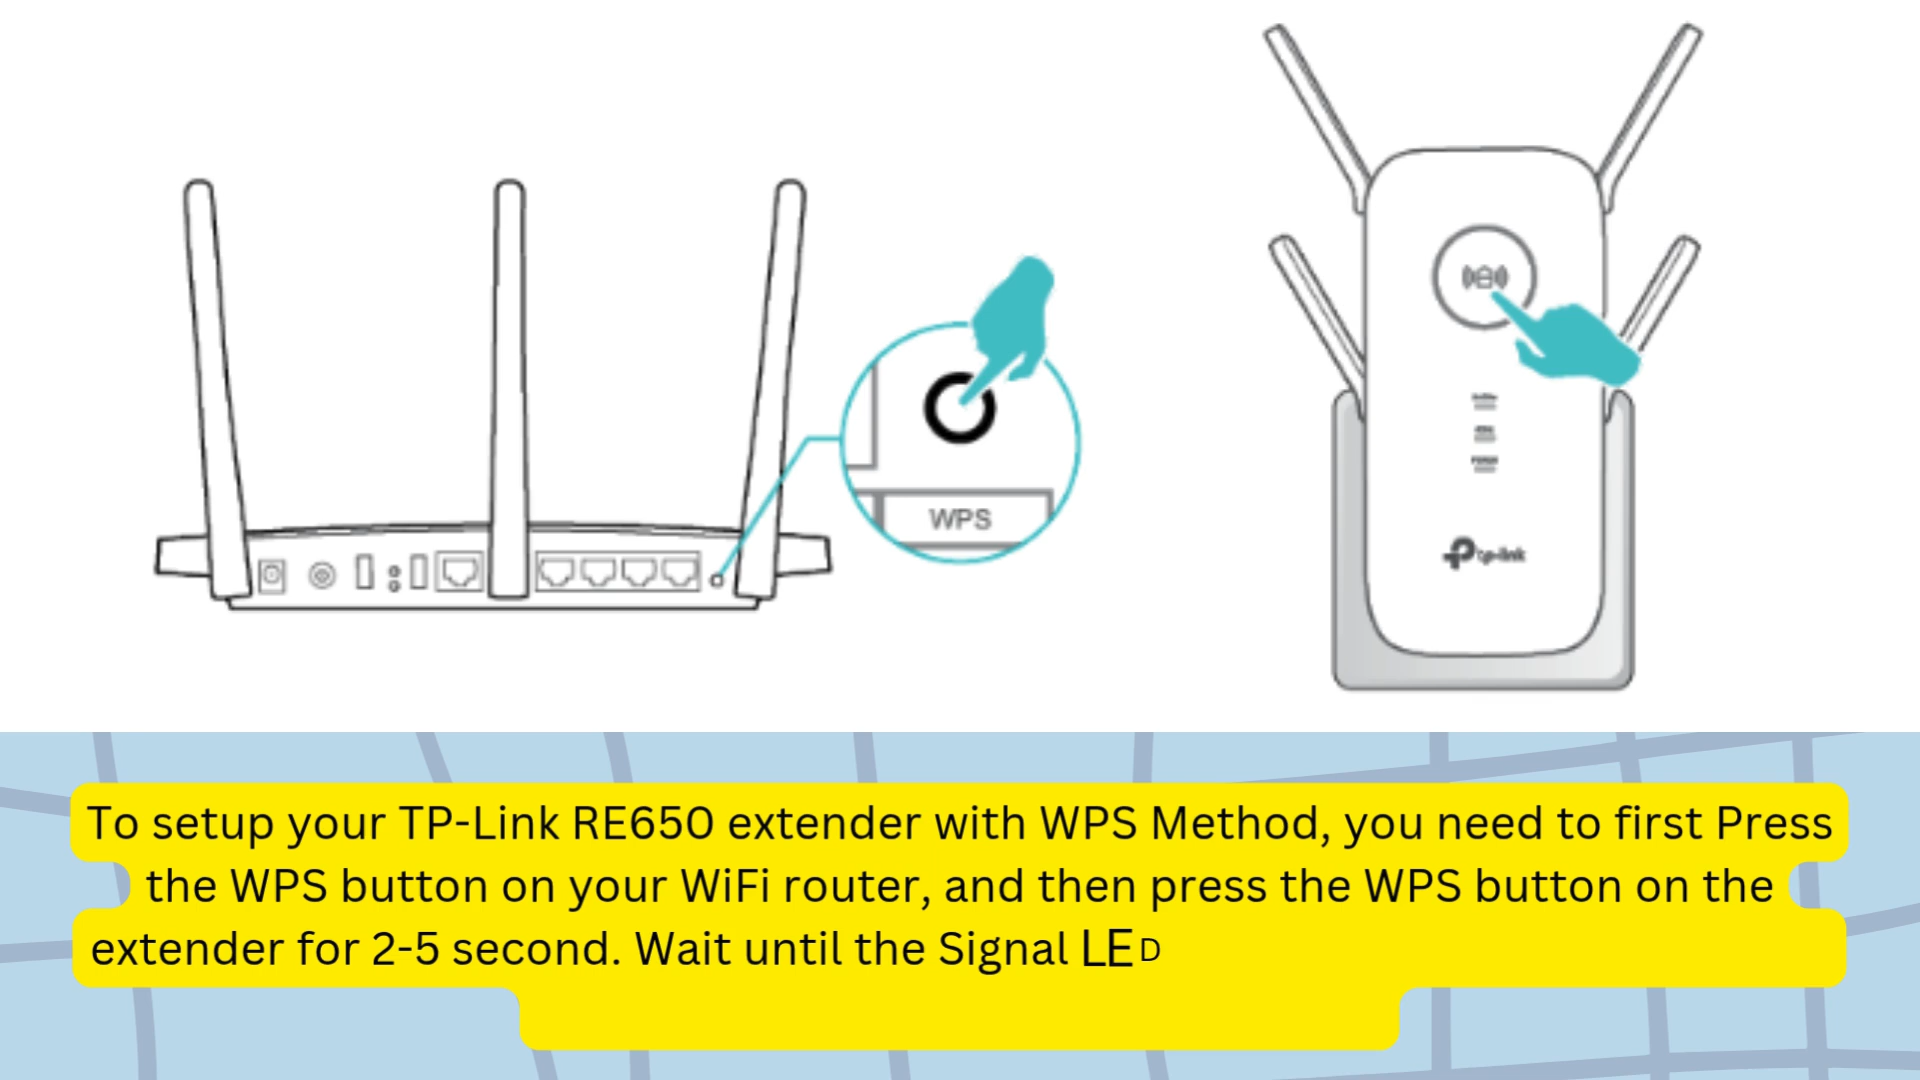 WPS
tp-link
To setup your TP-Link RE650 extender with WPS Method, you need to first Press
the WPS button on your WiFi router, and then press the WPS button on the
extender for 2-5 second. Wait until the Signal LED